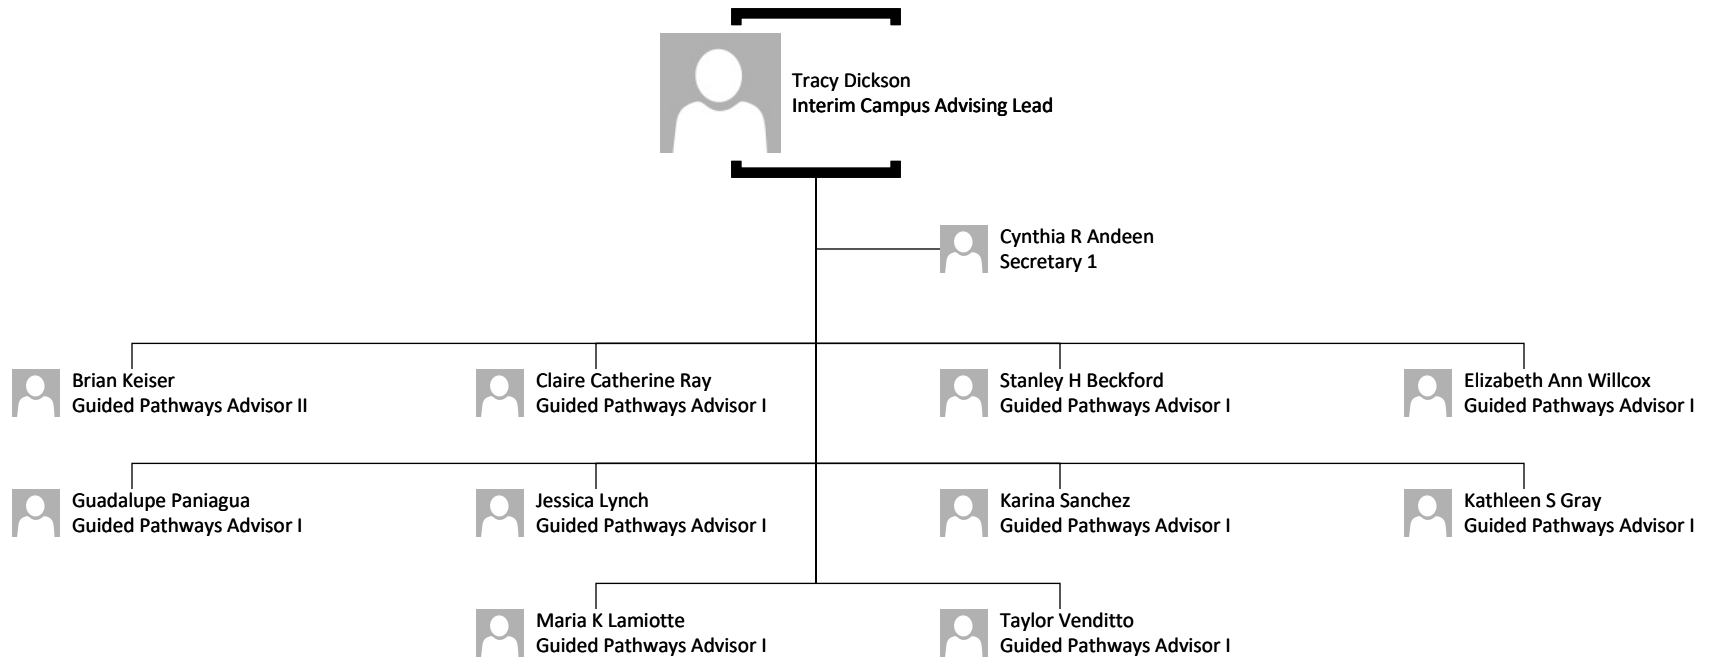 Tracy Dickson
Interim Campus Advising Lead
Cynthia R Andeen
Secretary 1
Brian Keiser
Guided Pathways Advisor II
Claire Catherine Ray
Guided Pathways Advisor I
Stanley H Beckford
Guided Pathways Advisor I
Elizabeth Ann Willcox
Guided Pathways Advisor I
Guadalupe Paniagua
Guided Pathways Advisor I
Jessica Lynch
Guided Pathways Advisor I
Karina Sanchez
Guided Pathways Advisor I
Kathleen S Gray
Guided Pathways Advisor I
Maria K Lamiotte
Guided Pathways Advisor I
Taylor Venditto
Guided Pathways Advisor I